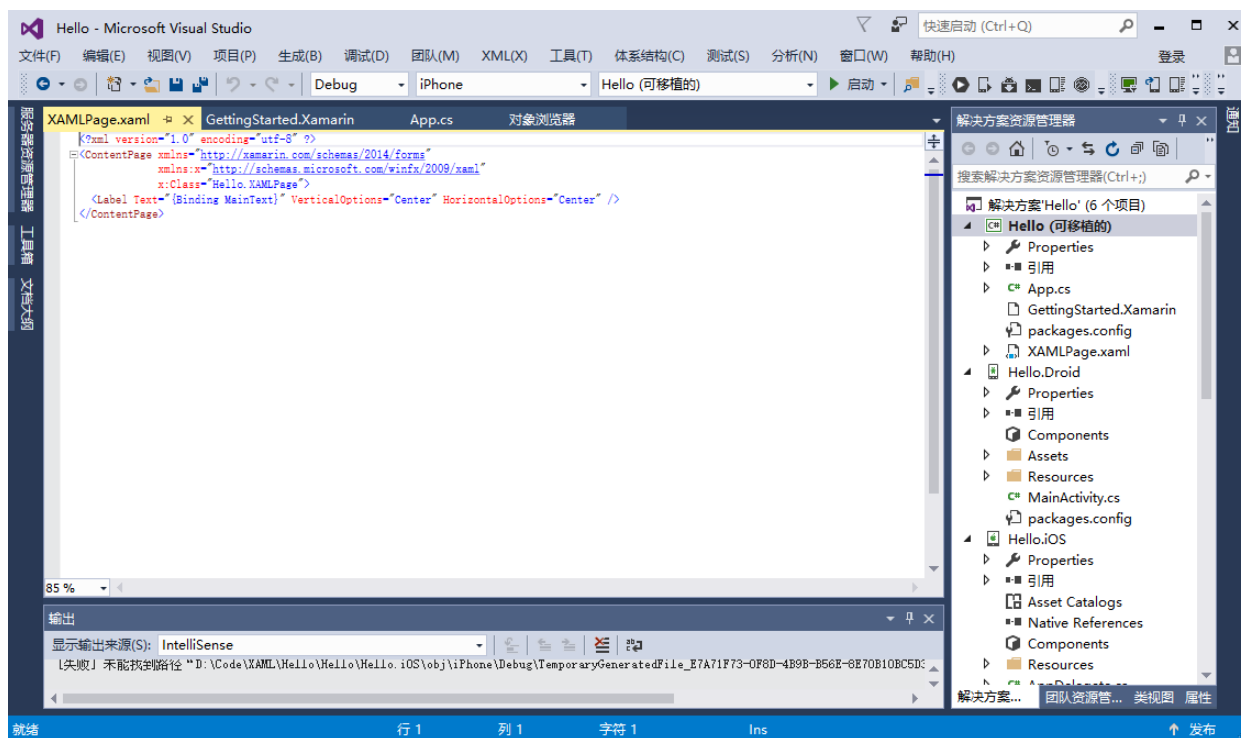 Hello - Microsoft Visual Studio
快速启动 (Ctrl+Q)
文件(F) 编辑(E) 视图(V) 项目(P) 生成(B) 调试(D) 团队(M) XML(X) 工具(T) 体系结构(C) 测试(S) 分析(N) 窗口(W) 帮助(H) 登录
Debug iPhone Hello (可移植的) 启动
服务器资源管理器
工具箱
文档大纲
XAMLPage.xaml GettingStarted.Xamarin App.cs 对象浏览器
<?xml version="1.0" encoding="utf-8" ?>
<ContentPage xmlns="http://xamarin.com/schemas/2014/forms"
xmlns:x="http://schemas.microsoft.com/winfx/2009/xaml"
x:Class="Hello.XAMLPage">
<Label Text="{Binding MainText}" VerticalOptions="Center" HorizontalOptions="Center" />
</ContentPage>
85 %
输出
显示输出来源(S): IntelliSense
[失败] 未能找到路径“D:\Code\XAML\Hello\Hello\Hello.iOS\obj\iPhone\Debug\TemporaryGeneratedFile_E7A71F73-0F8D-4B9B-B56E-8E70B10BC5D3
解决方案资源管理器
搜索解决方案资源管理器(Ctrl+;)
解决方案'Hello' (6 个项目)
Hello (可移植的)
Properties
引用
App.cs
GettingStarted.Xamarin
packages.config
XAMLPage.xaml
Hello.Droid
Properties
引用
Components
Assets
Resources
MainActivity.cs
packages.config
Hello.iOS
Properties
引用
Asset Catalogs
Native References
Components
Resources
AppDelegate.cs
解决方案... 团队资源管... 类视图 属性
通知
就绪 行 1 列 1 字符 1 Ins 发布